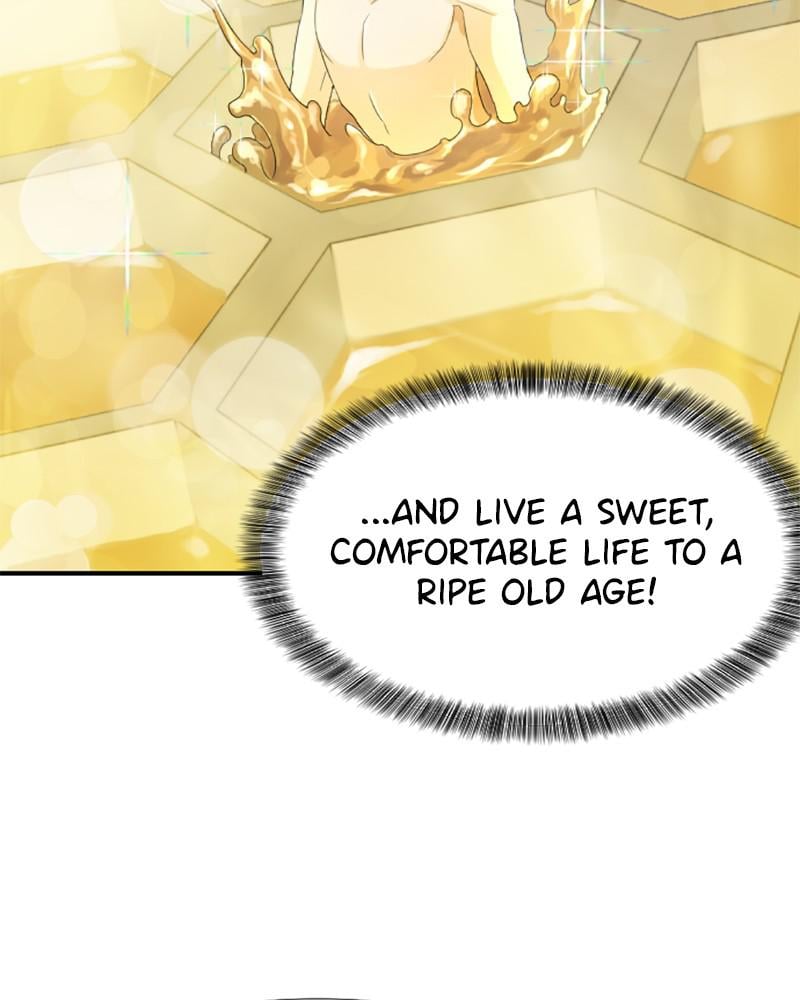 ...AND LIVE A SWEET,
COMFORTABLE LIFE TO A
RIPE OLD AGE!